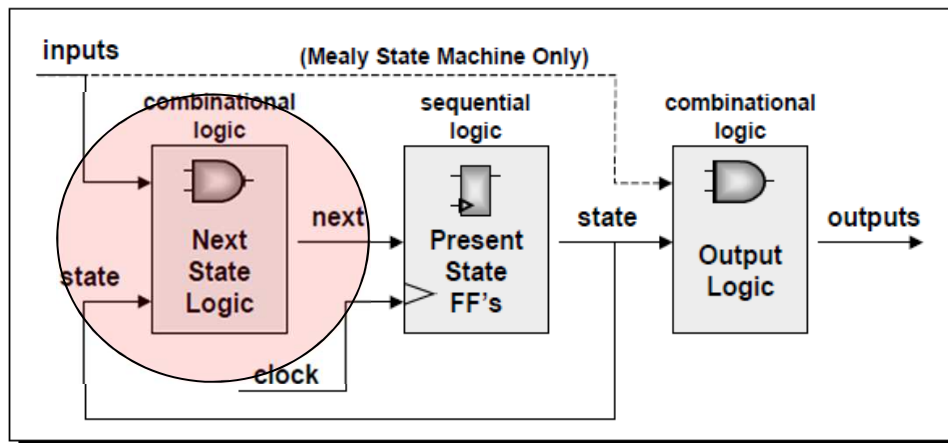 inputs
(Mealy State Machine Only)
combinational
logic
sequential
logic
combinational
logic
next
state
outputs
Next
State
Logic
Present
State
FF's
Output
Logic
state
clock